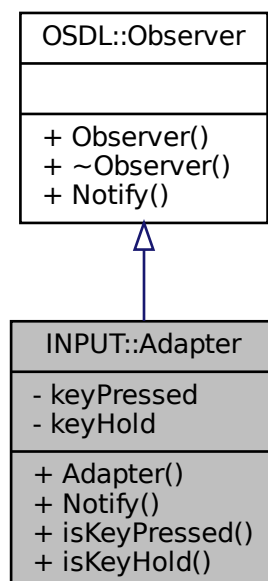 OSDL::Observer
+ Observer()
+ ~Observer()
+ Notify()
INPUT::Adapter
- keyPressed
- keyHold
+ Adapter()
+ Notify()
+ isKeyPressed()
+ isKeyHold()